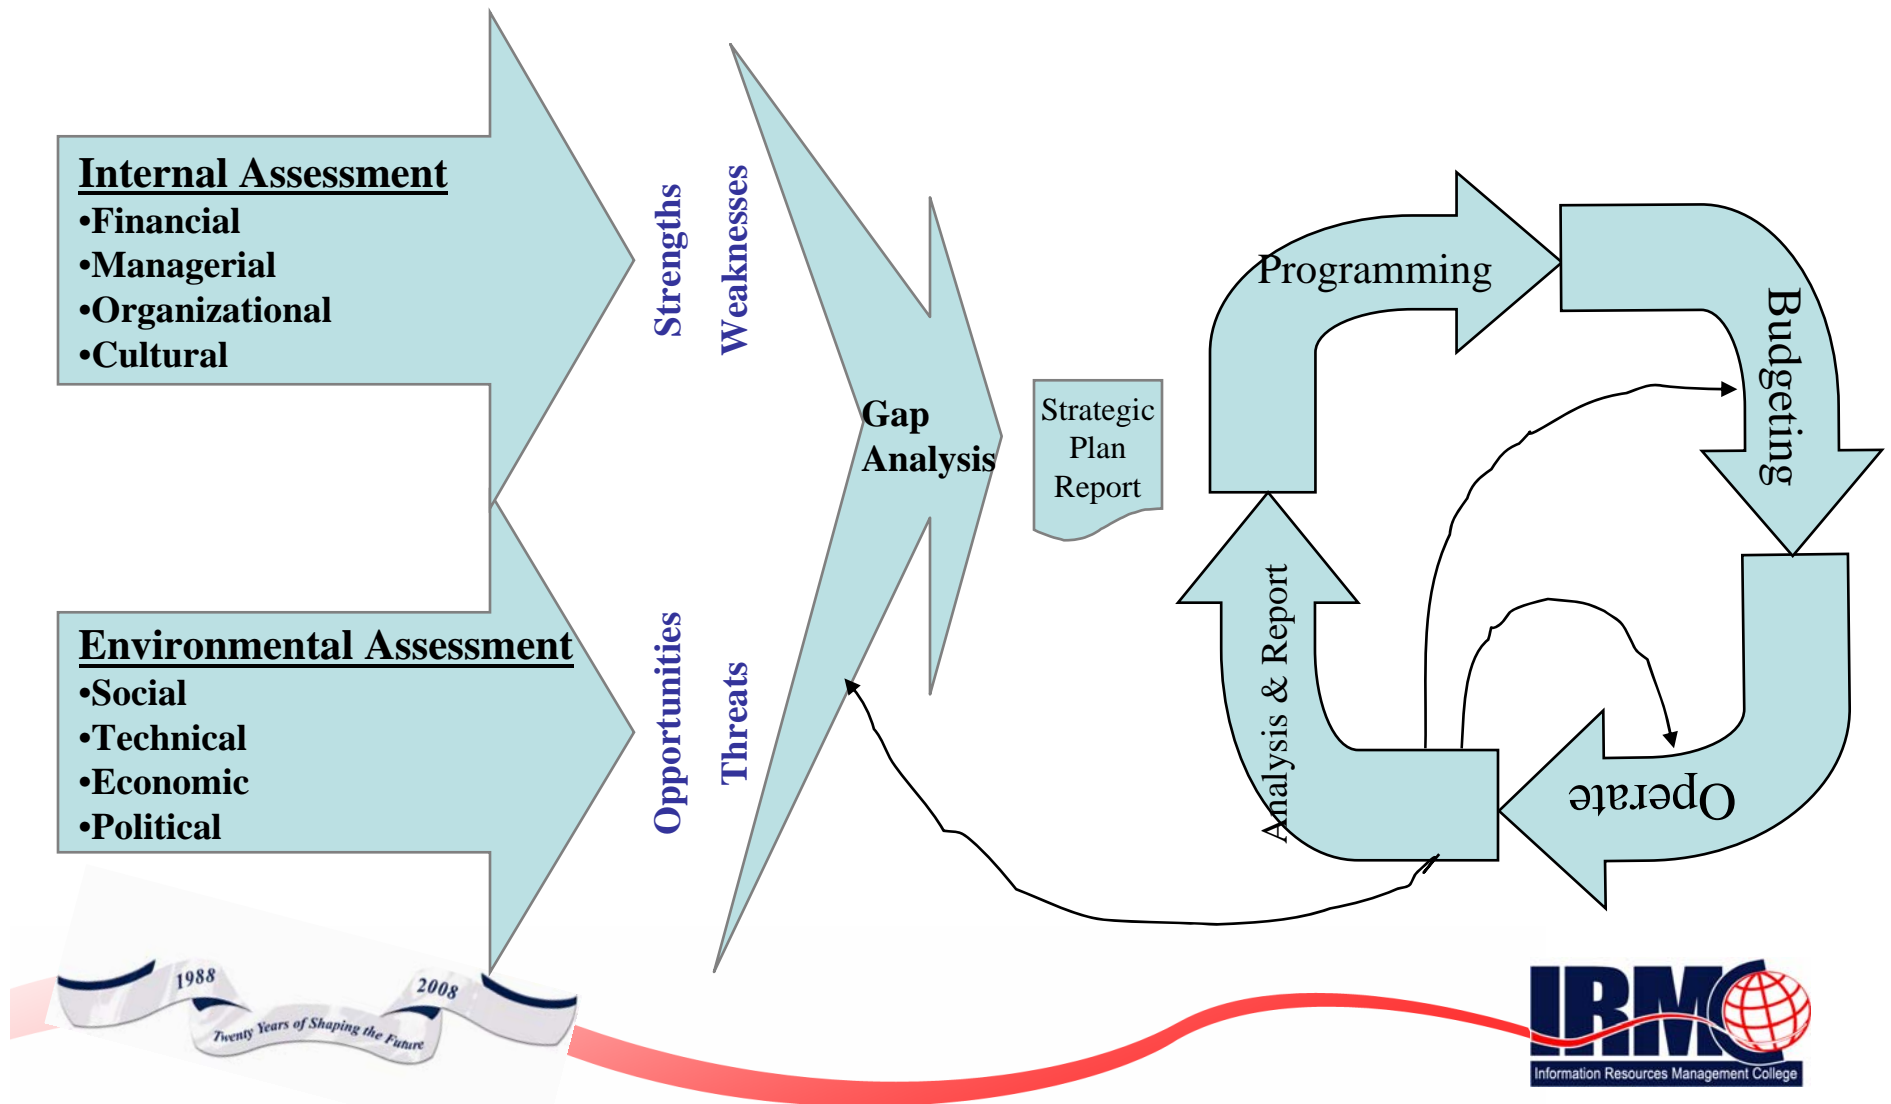 Internal Assessment
•Financial
•Managerial
•Organizational
•Cultural
Strengths
Weaknesses
Gap
Analysis
Strategic
Plan
Report
Programming
Budgeting
Operate
Analysis & Report
Environmental Assessment
•Social
•Technical
•Economic
•Political
Opportunities
Threats
1988
2008
Twenty Years of Shaping the Future
IRMC
Information Resources Management College